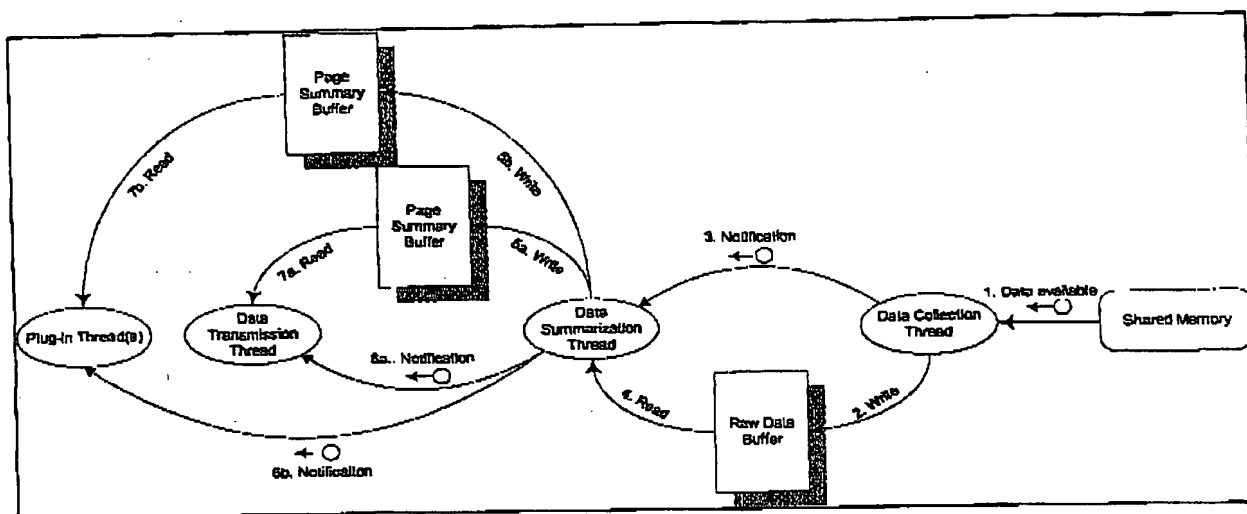 Page
Summary
Buffer
7b. Read
5b. Write
Page
Summary
Buffer
7a. Read
5a. Write
3. Notification
1. Data available
Plug-In Thread(s)
Data
Transmission
Thread
Data
Summarization
Thread
Data Collection
Thread
Shared Memory
6a.. Notification
4. Read
Raw Data
Buffer
2. Write
6b. Notification